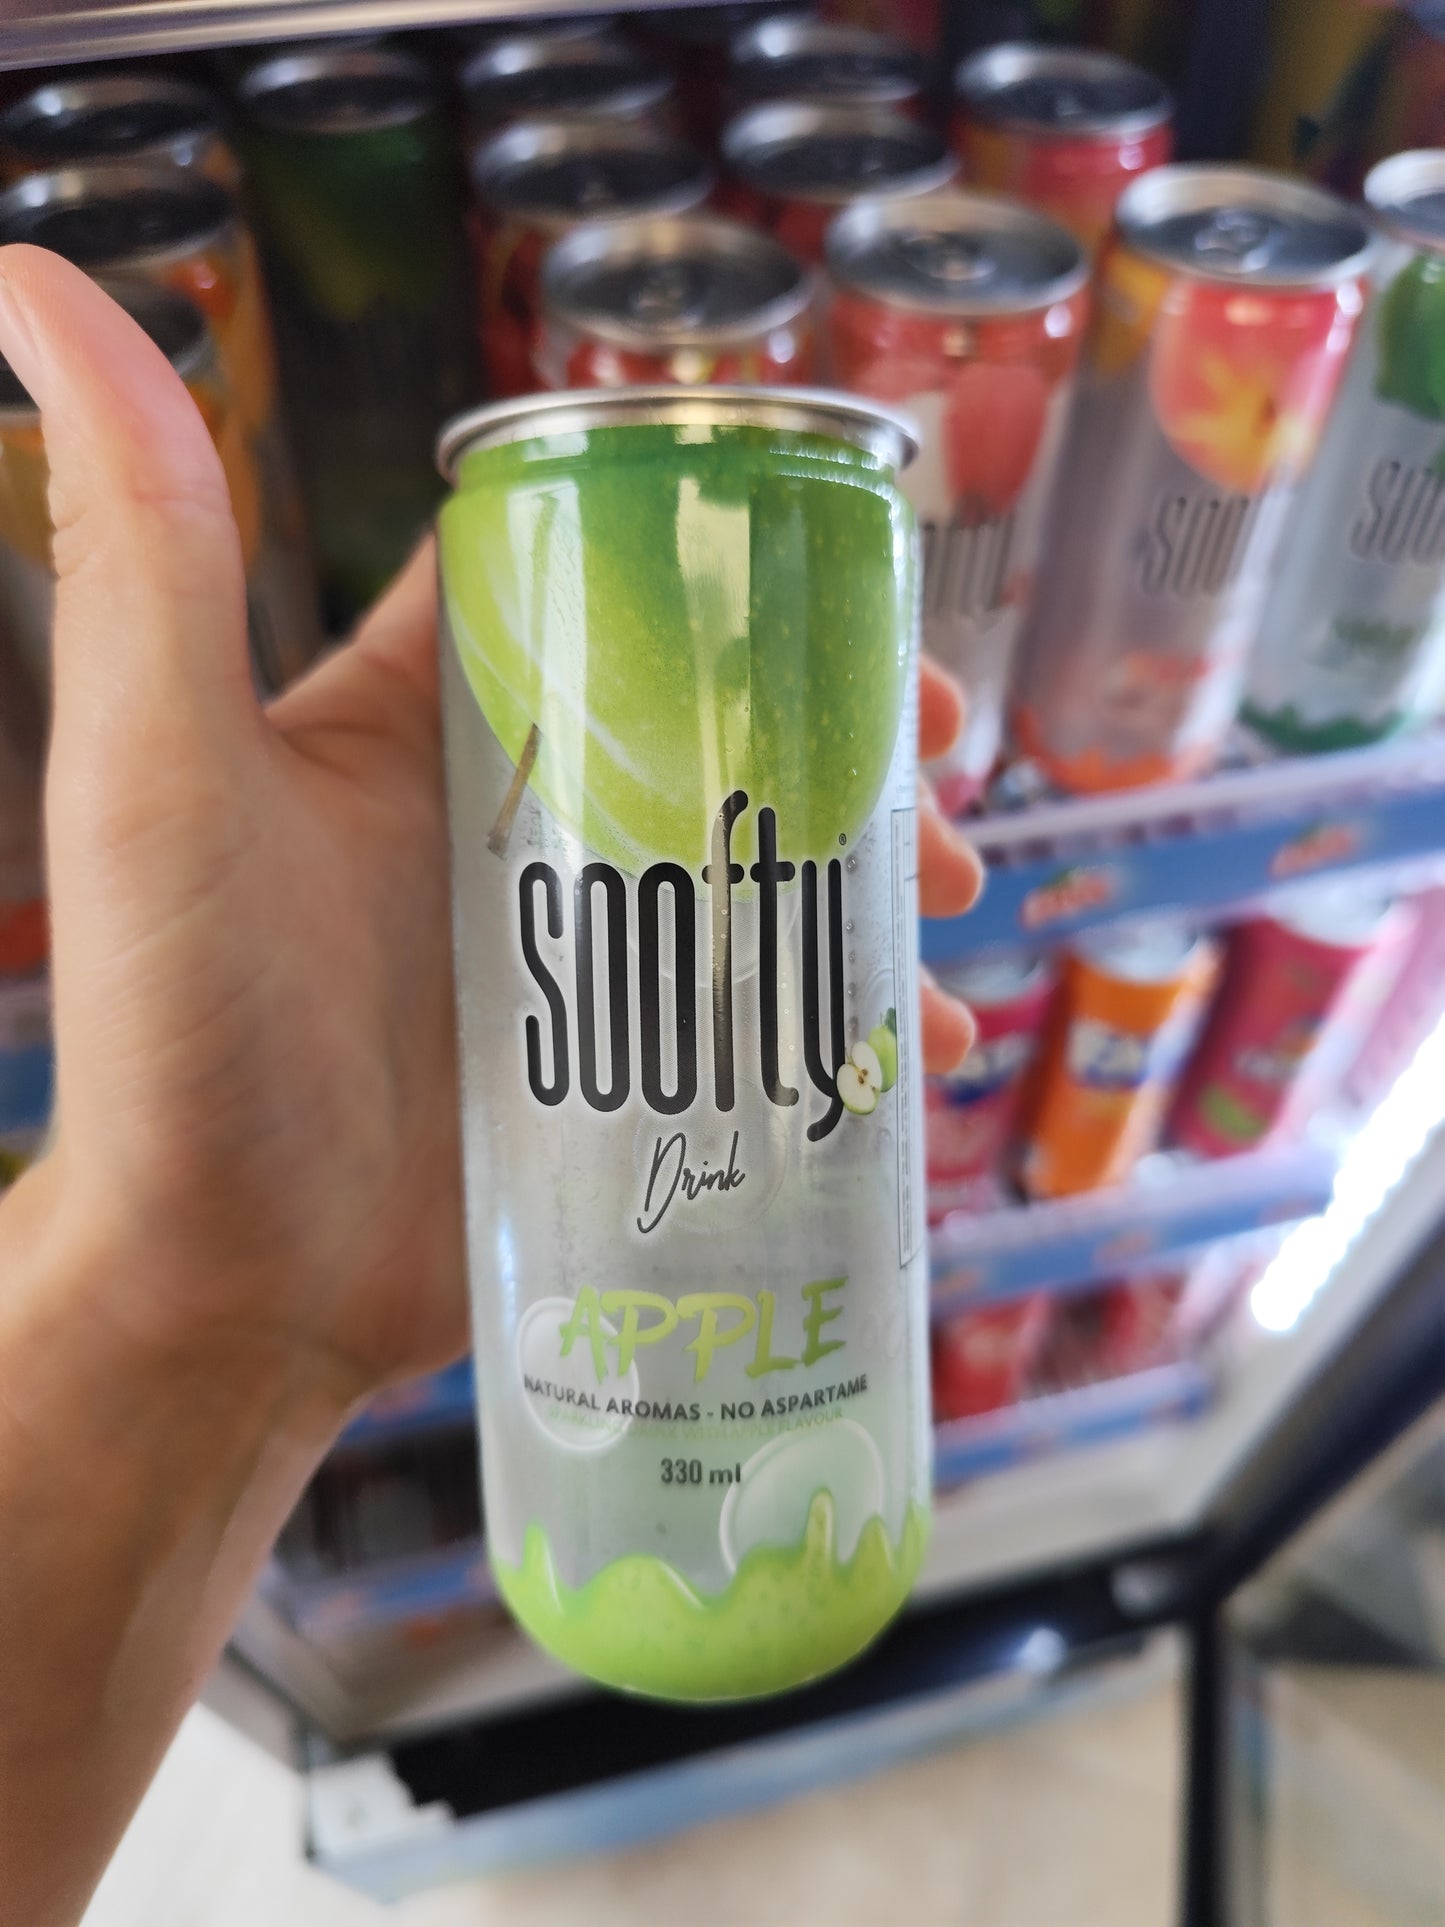 soofty®
Drink
APPLE
NATURAL AROMAS - NO ASPARTAME
SPARKLING DRINK WITH APPLE FLAVOUR
330 ml